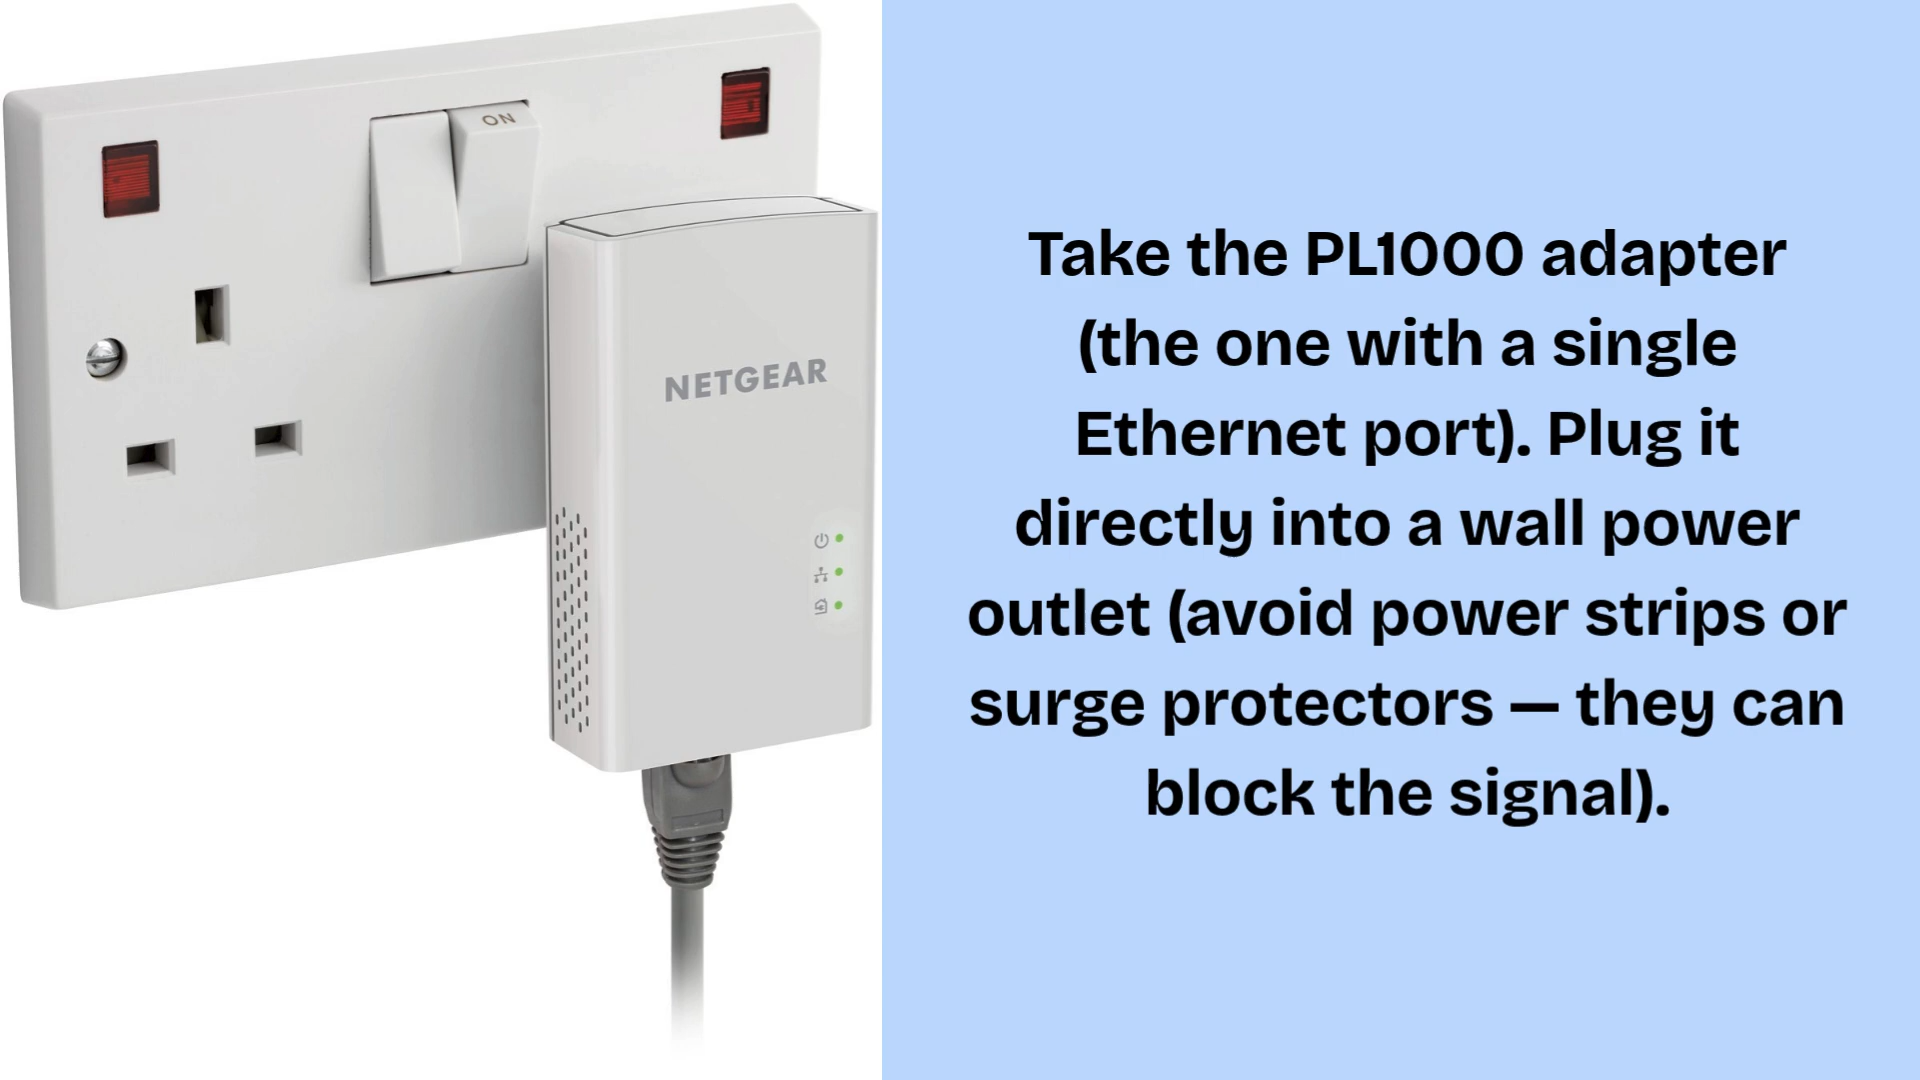 ON
NETGEAR
Take the PL1000 adapter
(the one with a single
Ethernet port). Plug it
directly into a wall power
outlet (avoid power strips or
surge protectors — they can
block the signal).